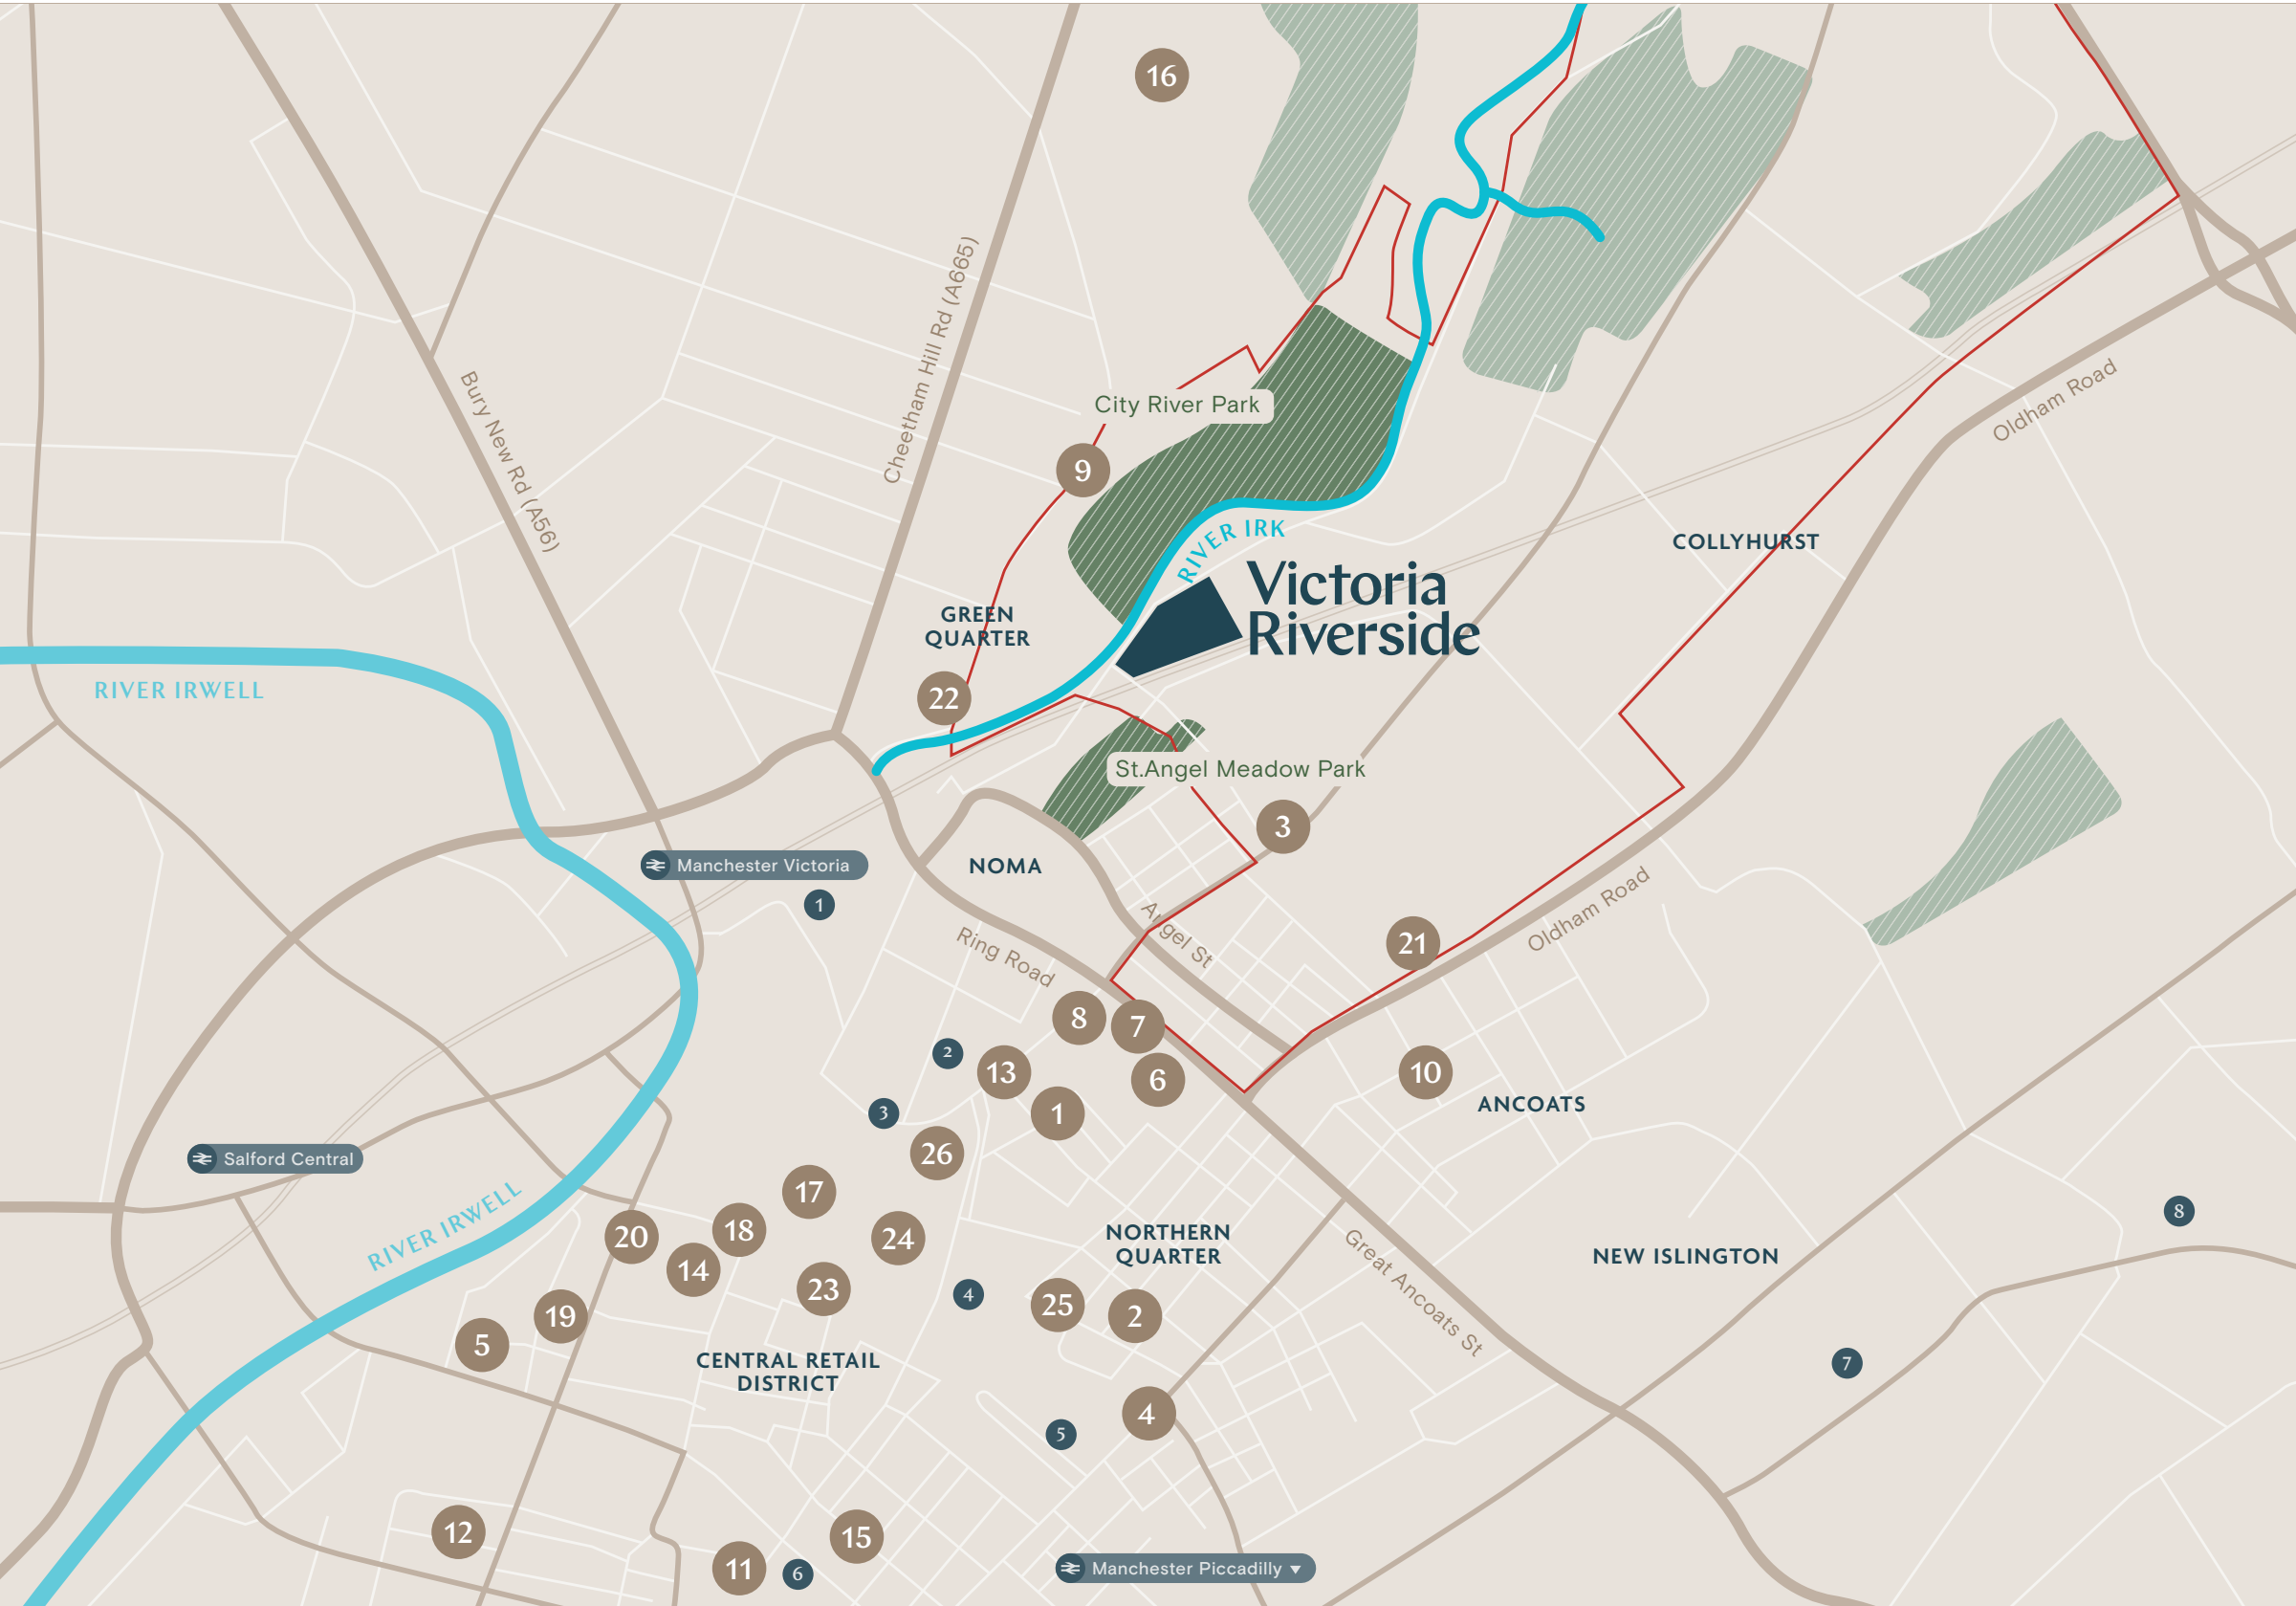 16
Cheetham Hill Rd (A665)
Bury New Rd (A56)
City River Park
9
Oldham Road
RIVER IRK
COLLYHURST
Victoria
Riverside
GREEN
QUARTER
RIVER IRWELL
22
St.Angel Meadow Park
3
Manchester Victoria
NOMA
1
Angel St
Ring Road
21
Oldham Road
8
7
2
13
6
10
3
1
ANCOATS
26
Salford Central
17
RIVER IRWELL
20
18
24
NORTHERN
QUARTER
8
NEW ISLINGTON
14
23
4
25
2
Great Ancoats St
19
5
CENTRAL RETAIL
DISTRICT
7
4
5
12
15
11
6
Manchester Piccadilly ▼